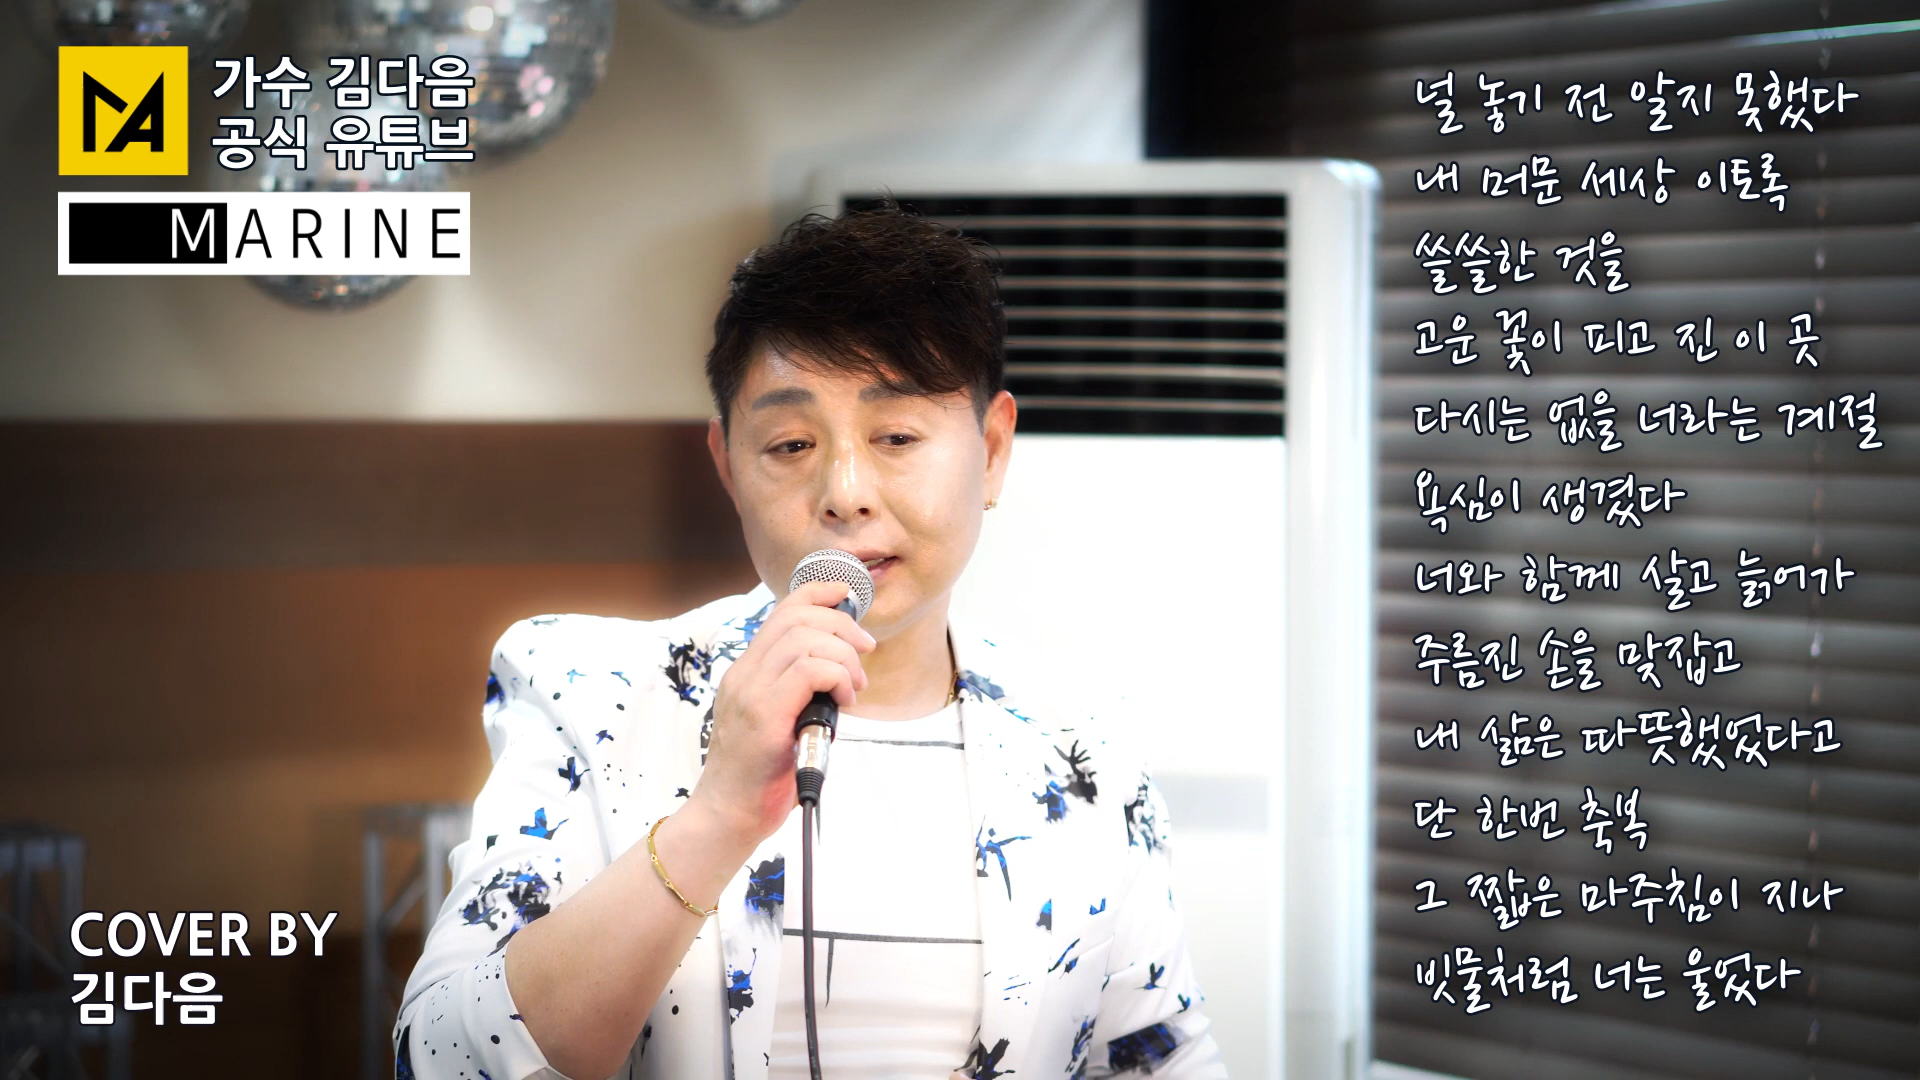 MA
가수 김다음
공식 유튜브
MARINE
널 놓기 전 알지 못했다
내 머문 세상 이토록
쓸쓸한 것을
고운 꽃이 피고 진 이 곳
다시는 없을 너라는 계절
욕심이 생겼다
너와 함께 살고 늙어가
주름진 손을 맞잡고
내 삶은 따뜻했었다고
단 한번 축복
그 짧은 마주침이 지나
빗물처럼 너는 울었다
COVER BY
김다음